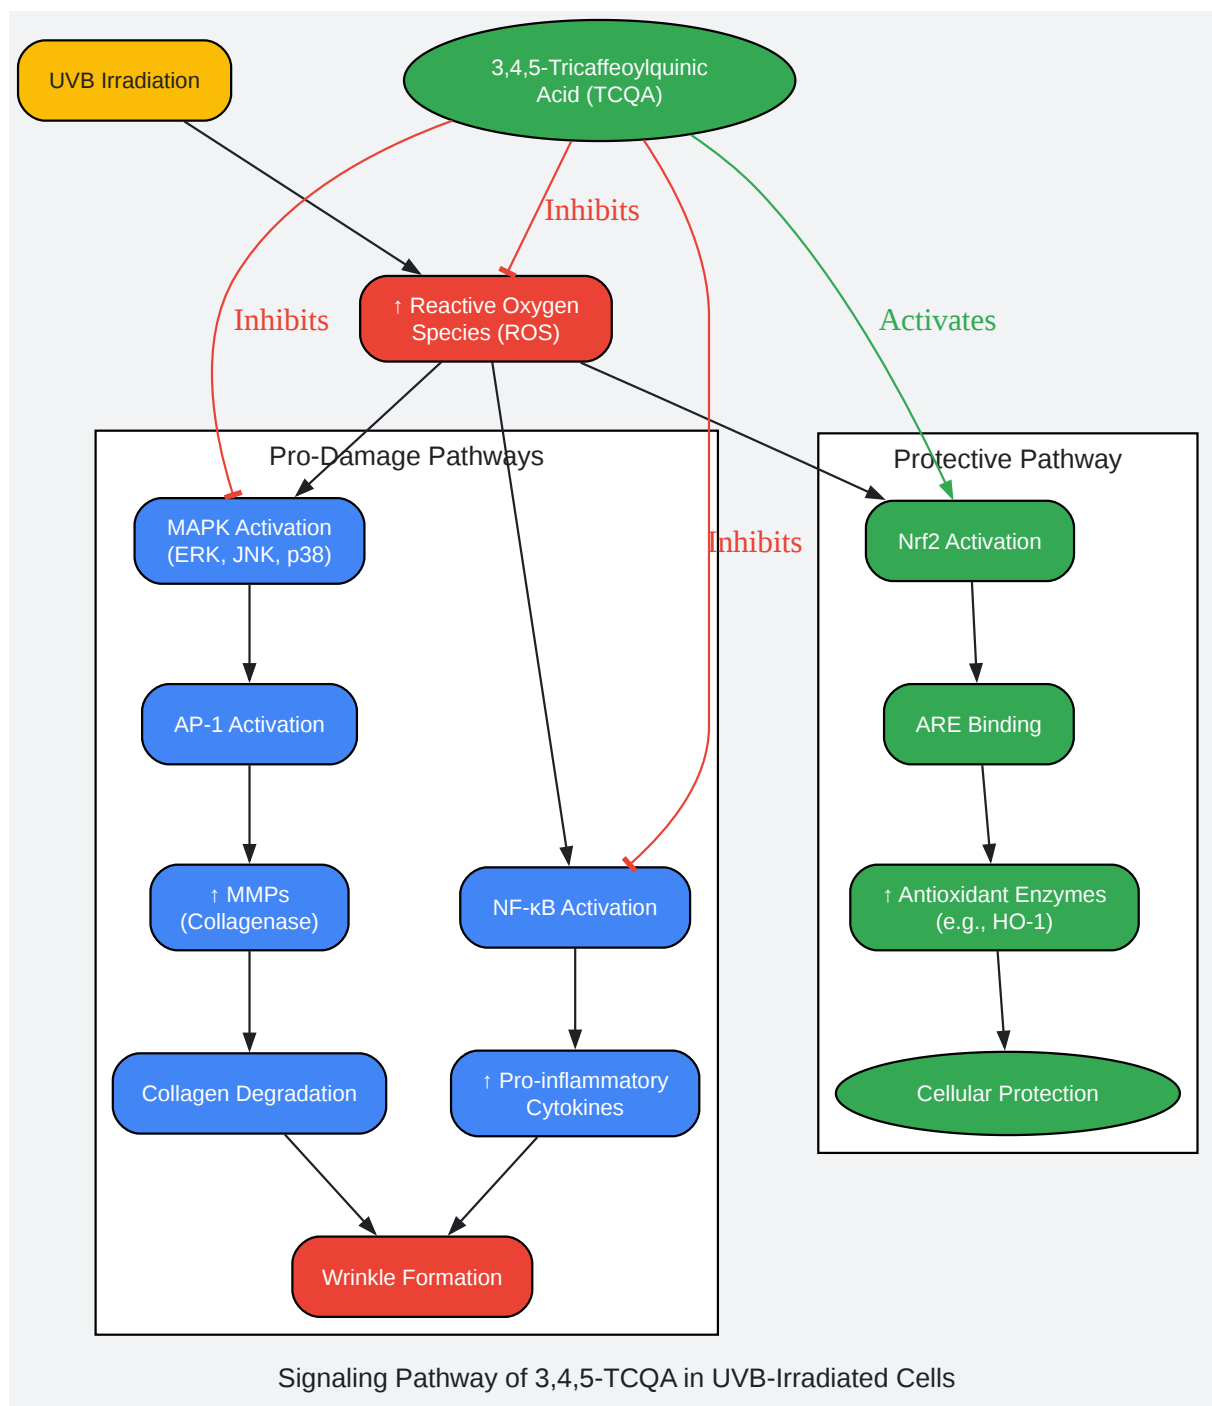 UVB Irradiation
3,4,5-Tricaffeoylquinic
Acid (TCQA)
Inhibits
Inhibits
Activates
↑ Reactive Oxygen
Species (ROS)
Pro-Damage Pathways
Protective Pathway
MAPK Activation
(ERK, JNK, p38)
Inhibits
Nrf2 Activation
AP-1 Activation
ARE Binding
↑ MMPs
(Collagenase)
NF-κB Activation
↑ Antioxidant Enzymes
(e.g., HO-1)
Collagen Degradation
↑ Pro-inflammatory
Cytokines
Cellular Protection
Wrinkle Formation
Signaling Pathway of 3,4,5-TCQA in UVB-Irradiated Cells